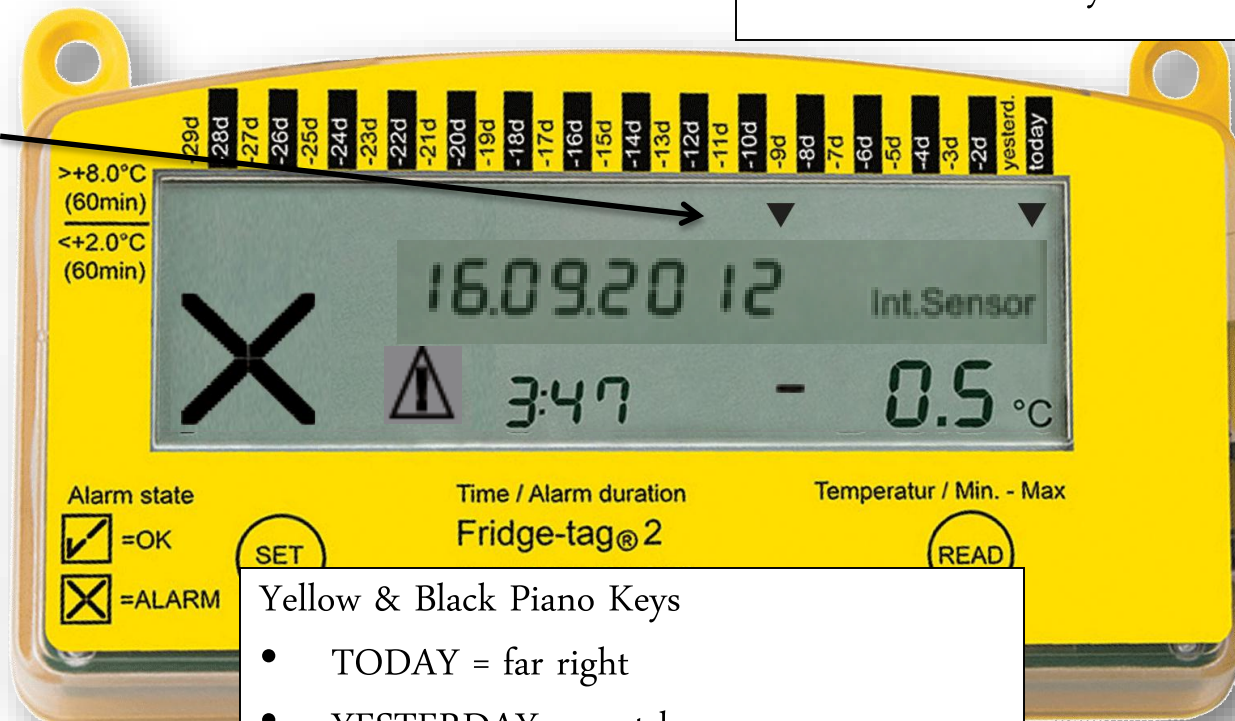 -29d -28d -27d -26d -25d -24d -23d -22d -21d -20d -19d -18d -17d -16d -15d -14d -13d -12d -11d -10d -9d -8d -7d -6d -5d -4d -3d -2d yesterd. today
>+8.0°C
(60min)
<+2.0°C
(60min)
16.09.2012 Int.Sensor
3:47 - 0.5 °C
Alarm state
=OK
=ALARM
SET
Time / Alarm duration
Fridge-tag® 2
Temperatur / Min. - Max
READ
Yellow & Black Piano Keys
• TODAY = far right